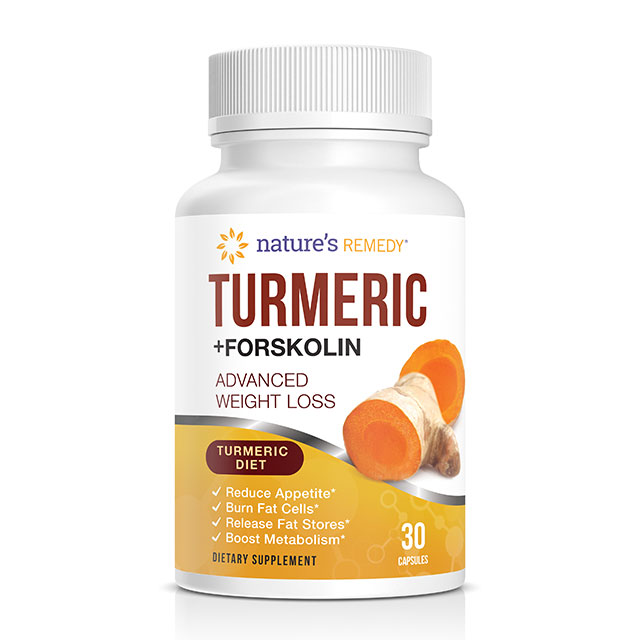 nature's REMEDY®
TURMERIC
+FORSKOLIN
ADVANCED
WEIGHT LOSS
TURMERIC
DIET
✓ Reduce Appetite*
✓ Burn Fat Cells*
✓ Release Fat Stores*
✓ Boost Metabolism*
DIETARY SUPPLEMENT
30
CAPSULES